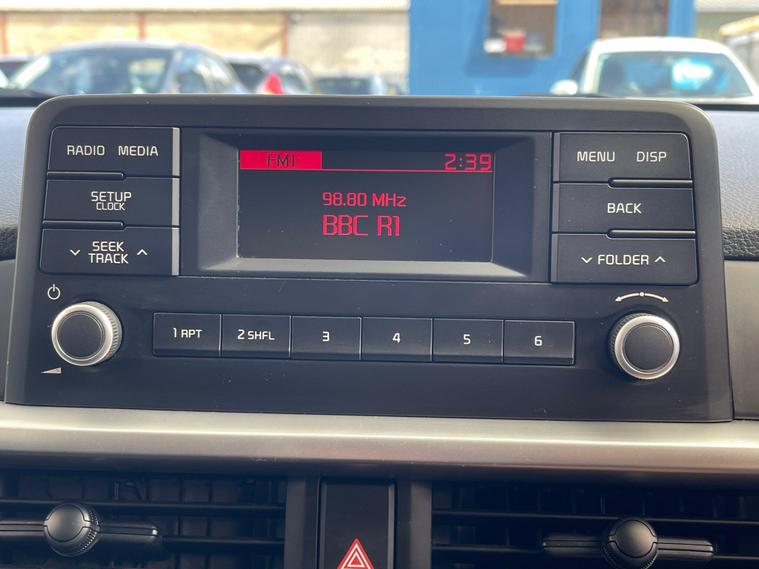 RADIO MEDIA
SETUP
CLOCK
SEEK
TRACK
FM1 2:39
98.80 MHz
BBC R1
MENU DISP
BACK
FOLDER
1 RPT 2 SHFL 3 4 5 6